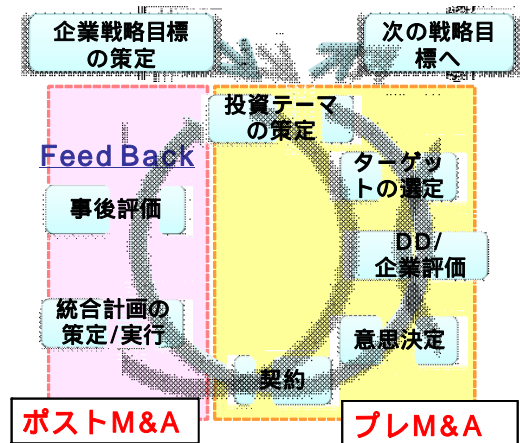 企業戦略目標
の策定
次の戦略目
標へ
投資テーマ
の策定
Feed Back
ターゲッ
トの選定
事後評価
DD/
企業評価
統合計画の
策定/実行
意思決定
契約
ポストM&A
プレM&A